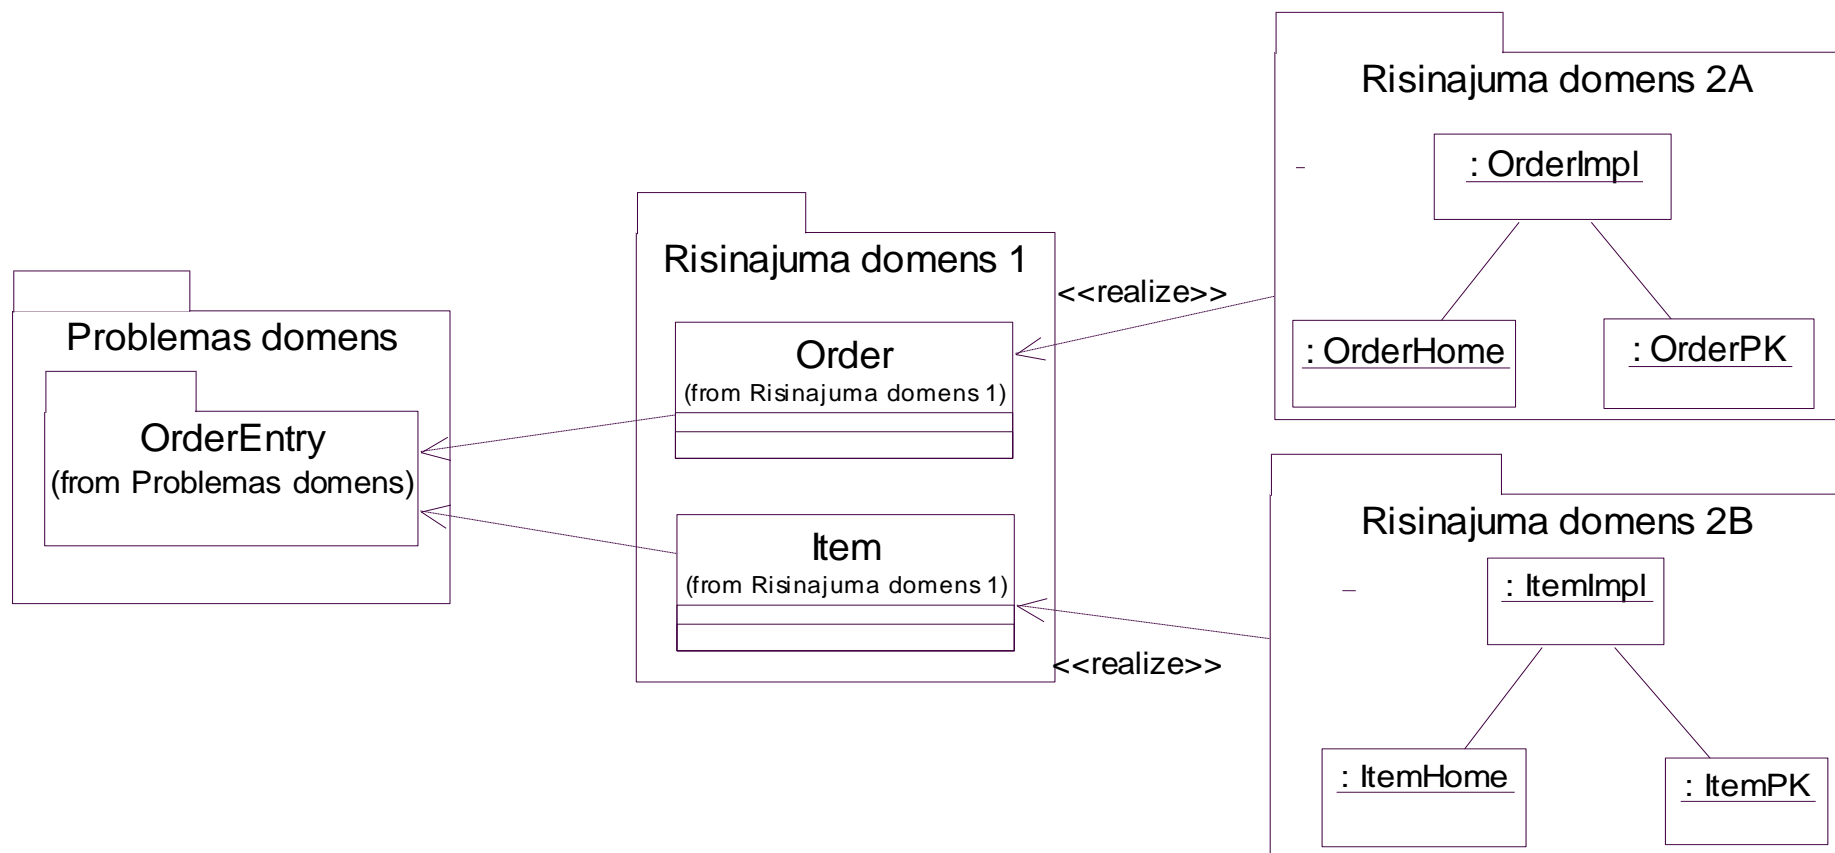 Problemas domens
OrderEntry
(from Problemas domens)
Risinajuma domens 1
Order
(from Risinajuma domens 1)
Item
(from Risinajuma domens 1)
<<realize>>
<<realize>>
Risinajuma domens 2A
: OrderImpl
: OrderHome
: OrderPK
Risinajuma domens 2B
: ItemImpl
: ItemHome
: ItemPK